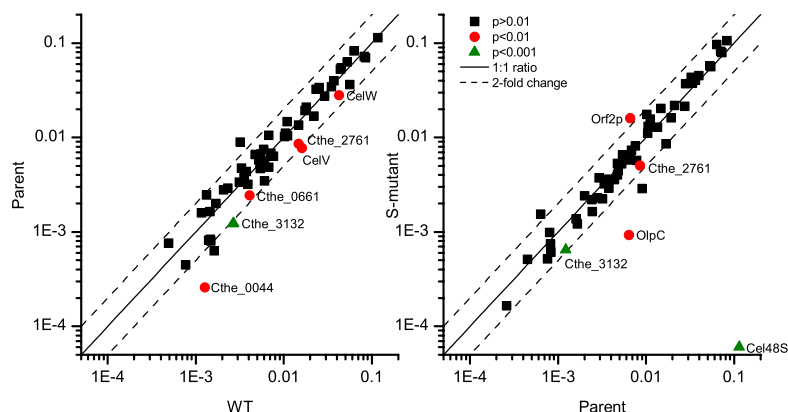 0.1
0.01
1E-3
1E-4
Parent
CelW
Cthe_2761
CelV
Cthe_0661
Cthe_3132
Cthe_0044
1E-4 1E-3 0.01 0.1
WT
0.1
0.01
1E-3
1E-4
S-mutant
p>0.01
p<0.01
p<0.001
1:1 ratio
2-fold change
Orf2p
Cthe_2761
OlpC
Cthe_3132
Cel48S
1E-4 1E-3 0.01 0.1
Parent